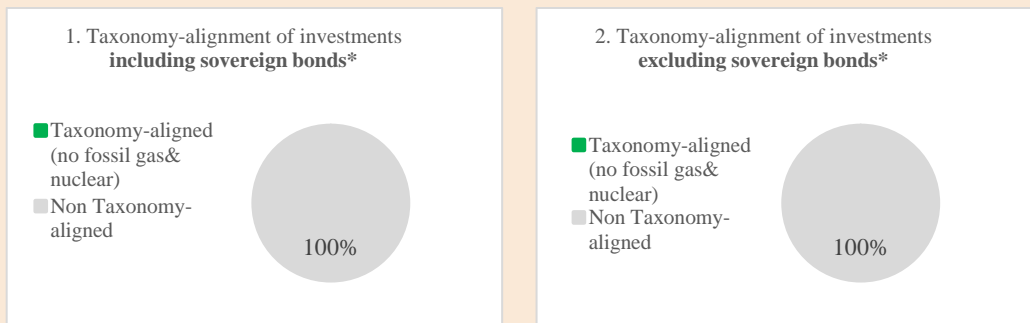 1. Taxonomy-alignment of investments
including sovereign bonds*
Taxonomy-aligned
(no fossil gas&
nuclear)
Non Taxonomy-
aligned
100%
2. Taxonomy-alignment of investments
excluding sovereign bonds*
Taxonomy-aligned
(no fossil gas&
nuclear)
Non Taxonomy-
aligned
100%